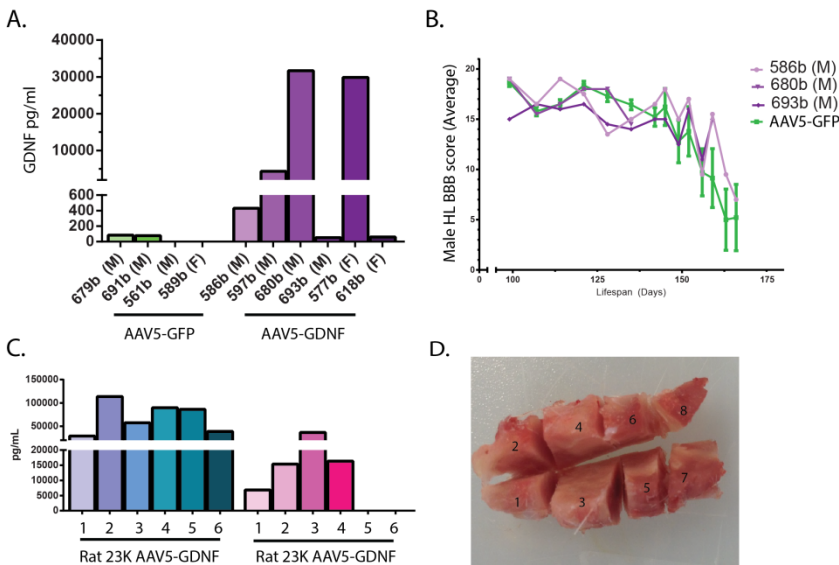 A.
GDNF pg/ml
40000
30000
20000
10000
600
400
200
0
679b (M)
691b (M)
561b (M)
589b (F)
586b (M)
597b (M)
680b (M)
693b (M)
577b (F)
618b (F)
AAV5-GFP
AAV5-GDNF
B.
Male HL BBB score (Average)
20
15
10
5
0
0
100
125
150
175
Lifespan (Days)
586b (M)
680b (M)
693b (M)
AAV5-GFP
C.
pg/mL
150000
100000
50000
20000
15000
10000
5000
0
1 2 3 4 5 6
1 2 3 4 5 6
Rat 23K AAV5-GDNF
Rat 23K AAV5-GDNF
D.
2 4 6 8
1 3 5 7